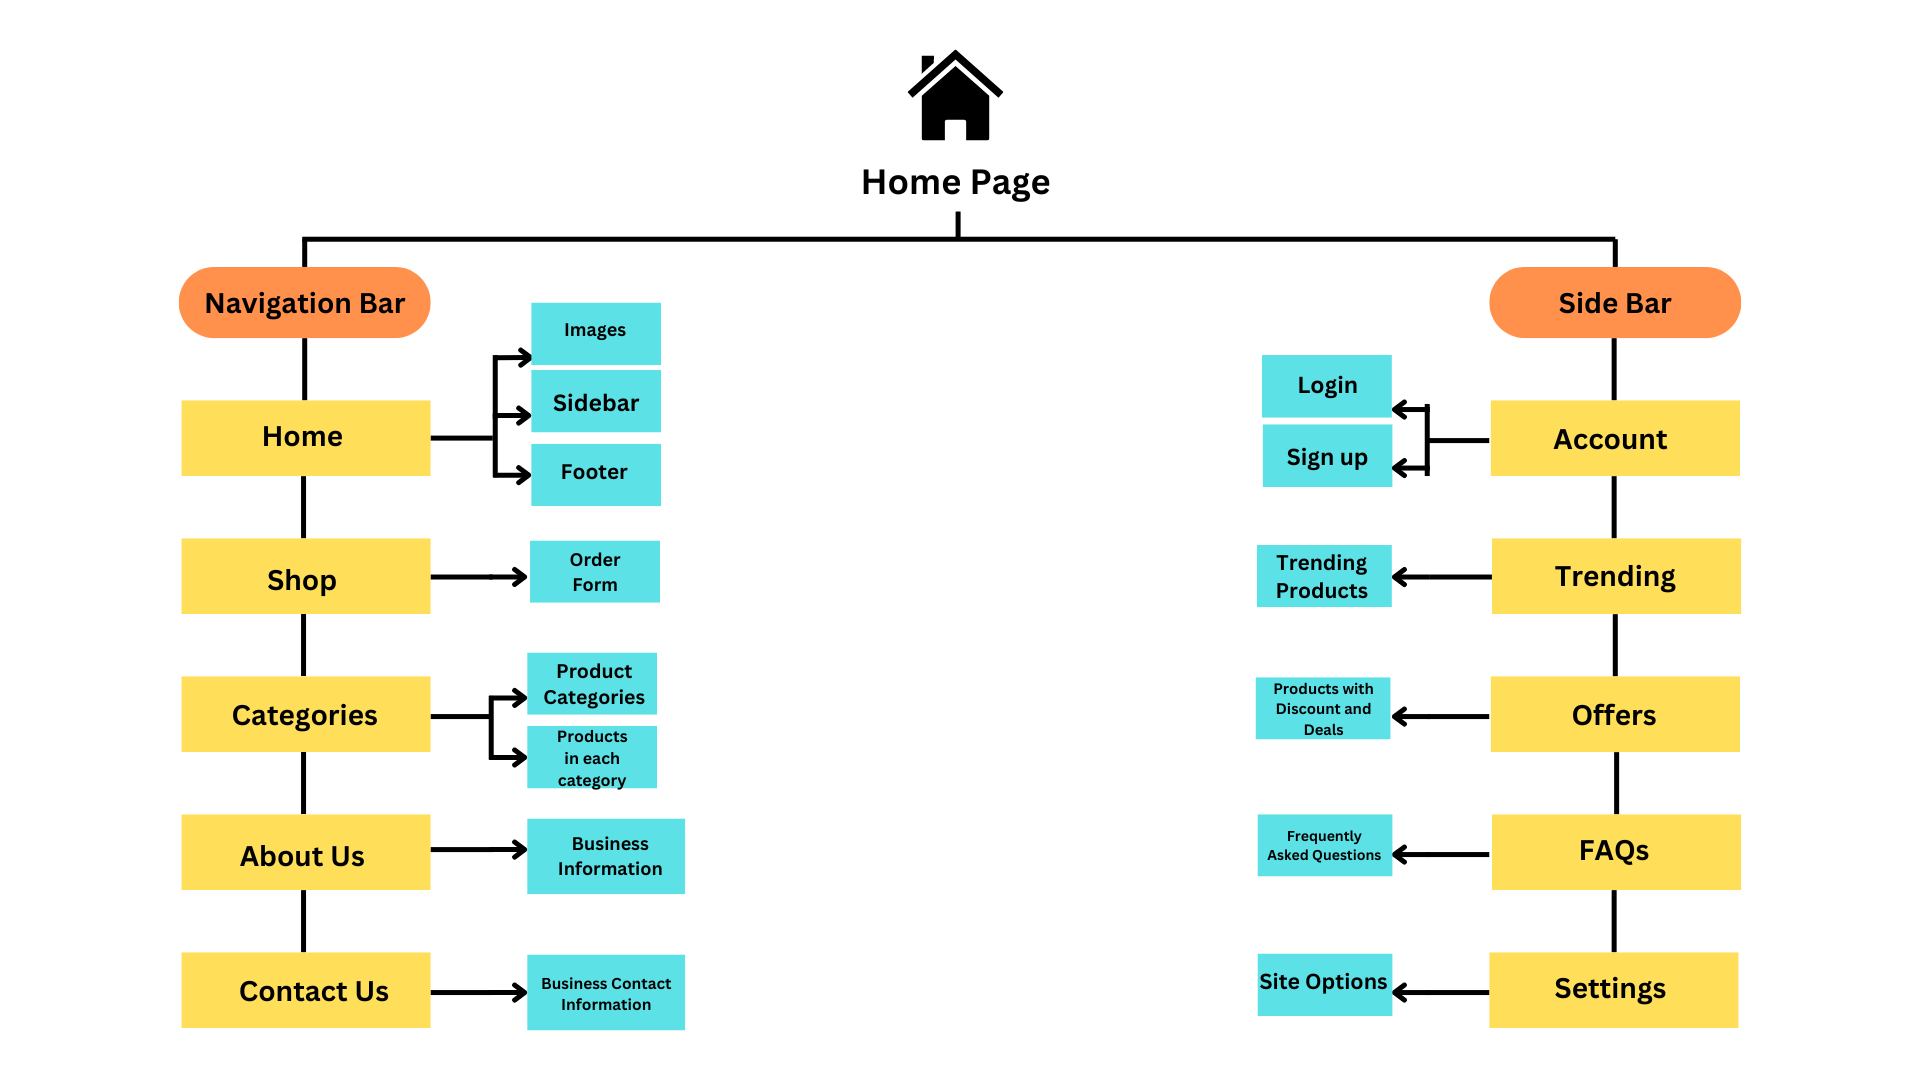 Home Page
Navigation Bar
Home
Images
Sidebar
Footer
Shop
Order
Form
Categories
Product
Categories
Products
in each
category
About Us
Business
Information
Contact Us
Business Contact
Information
Side Bar
Account
Login
Sign up
Trending
Trending
Products
Offers
Products with
Discount and
Deals
FAQs
Frequently
Asked Questions
Settings
Site Options